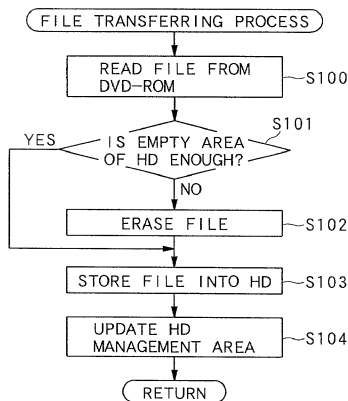 FILE TRANSFERRING PROCESS
READ FILE FROM
DVD-ROM
S100
S101
YES
IS EMPTY AREA
OF HD ENOUGH?
NO
ERASE FILE
S102
STORE FILE INTO HD
S103
UPDATE HD
MANAGEMENT AREA
S104
RETURN